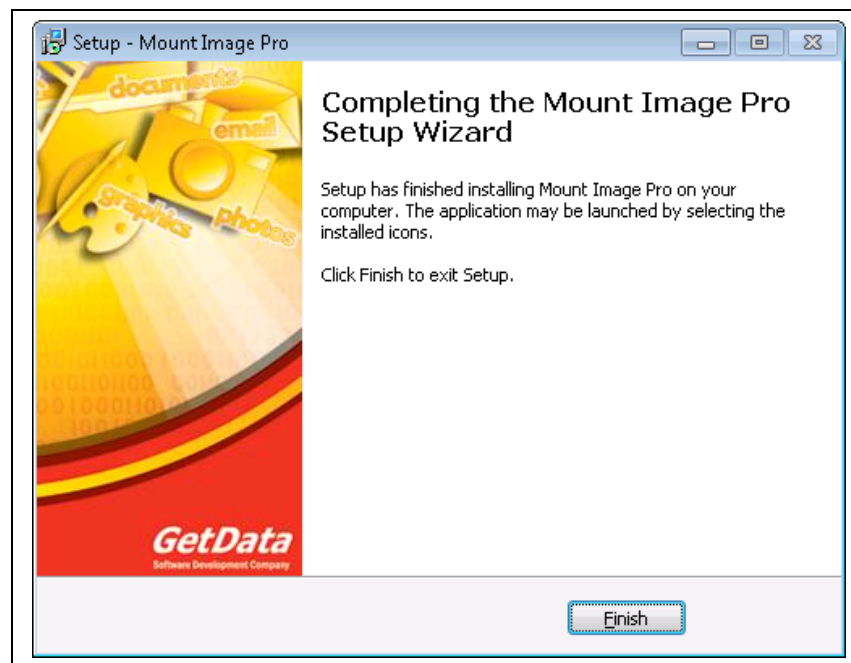 Setup - Mount Image Pro
documents
email
graphics
photos
Completing the Mount Image Pro
Setup Wizard
Setup has finished installing Mount Image Pro on your
computer. The application may be launched by selecting the
installed icons.
Click Finish to exit Setup.
GetData
Software Development Company
Finish